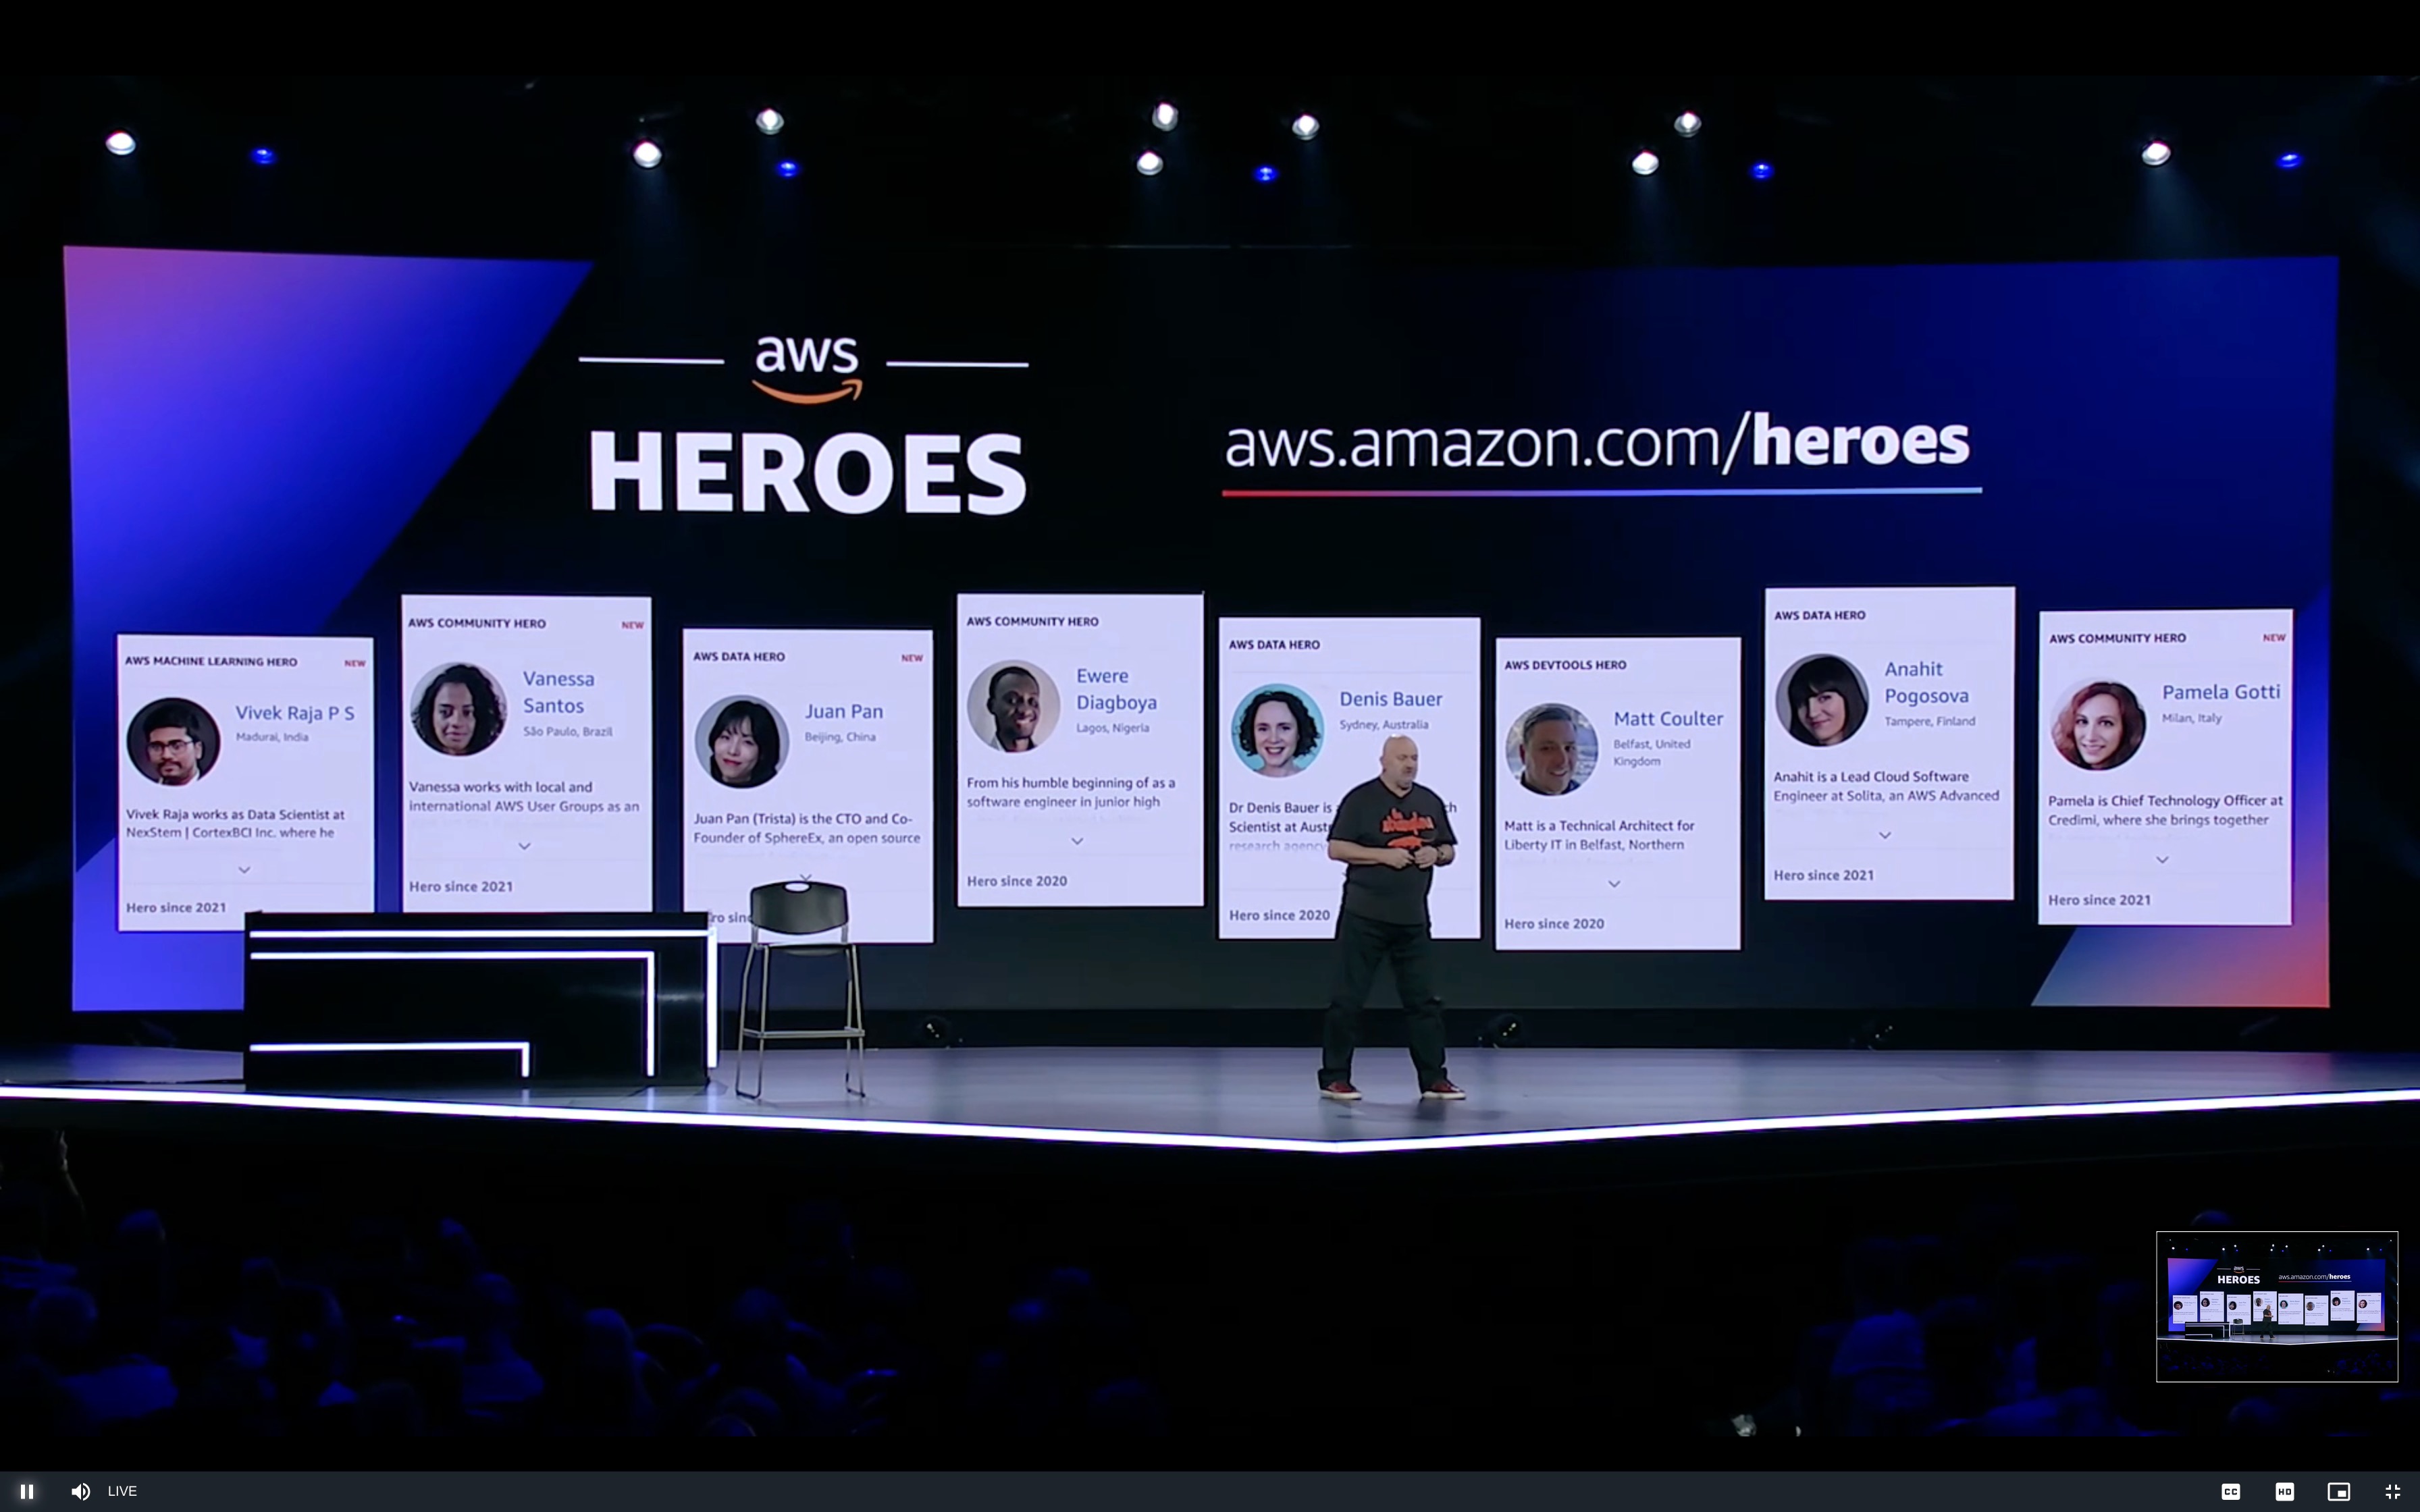 aws
HEROES
aws.amazon.com/heroes
AWS MACHINE LEARNING HERO NEW
Vivek Raja P S
Madurai, India
Vivek Raja works as Data Scientist at
NexStem | CortexBCI Inc. where he
Hero since 2021
AWS COMMUNITY HERO NEW
Vanessa
Santos
São Paulo, Brazil
Vanessa works with local and
international AWS User Groups as an
Hero since 2021
AWS DATA HERO NEW
Juan Pan
Beijing, China
Juan Pan (Trista) is the CTO and Co-
Founder of SphereEx, an open source
AWS COMMUNITY HERO
Ewere
Diagboya
Lagos, Nigeria
From his humble beginning of as a
software engineer in junior high
Hero since 2020
AWS DATA HERO
Denis Bauer
Sydney, Australia
Dr Denis Bauer is
Scientist at
research agency
Hero since 2020
AWS DEVTOOLS HERO
Matt Coulter
Belfast, United
Kingdom
Matt is a Technical Architect for
Liberty IT in Belfast, Northern
Hero since 2020
AWS DATA HERO
Anahit
Pogosova
Tampere, Finland
Anahit is a Lead Cloud Software
Engineer at Solita, an AWS Advanced
Hero since 2021
AWS COMMUNITY HERO NEW
Pamela Gotti
Milan, Italy
Pamela is Chief Technology Officer at
Credimi, where she brings together
Hero since 2021
aws
HEROES
aws.amazon.com/heroes
LIVE
CC
HD